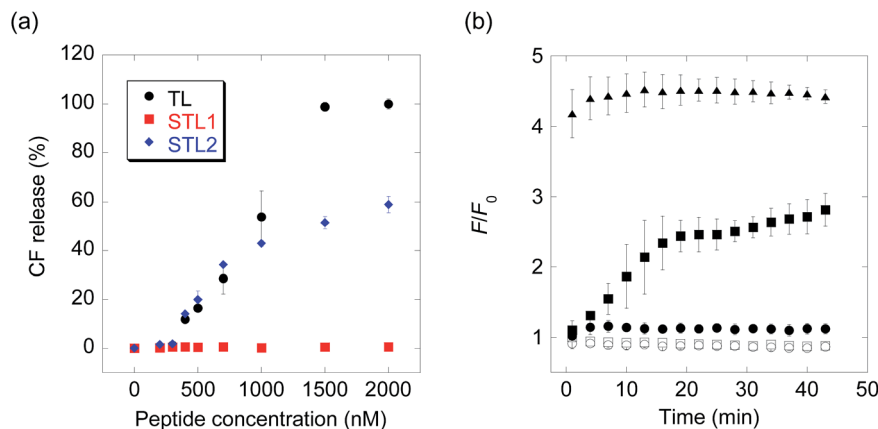 (a)
120
100
80
60
40
20
0
CF release (%)
TL
STL1
STL2
0 500 1000 1500 2000
Peptide concentration (nM)
(b)
5
4
3
2
1
F/F0
0 10 20 30 40 50
Time (min)